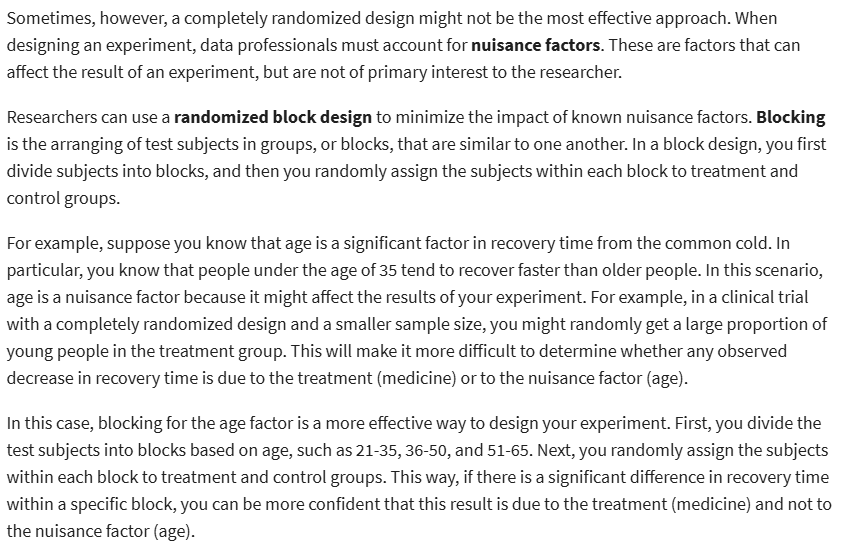 Sometimes, however, a completely randomized design might not be the most effective approach. When
designing an experiment, data professionals must account for nuisance factors. These are factors that can
affect the result of an experiment, but are not of primary interest to the researcher.
Researchers can use a randomized block design to minimize the impact of known nuisance factors. Blocking
is the arranging of test subjects in groups, or blocks, that are similar to one another. In a block design, you first
divide subjects into blocks, and then you randomly assign the subjects within each block to treatment and
control groups.
For example, suppose you know that age is a significant factor in recovery time from the common cold. In
particular, you know that people under the age of 35 tend to recover faster than older people. In this scenario,
age is a nuisance factor because it might affect the results of your experiment. For example, in a clinical trial
with a completely randomized design and a smaller sample size, you might randomly get a large proportion of
young people in the treatment group. This will make it more difficult to determine whether any observed
decrease in recovery time is due to the treatment (medicine) or to the nuisance factor (age).
In this case, blocking for the age factor is a more effective way to design your experiment. First, you divide the
test subjects into blocks based on age, such as 21-35, 36-50, and 51-65. Next, you randomly assign the subjects
within each block to treatment and control groups. This way, if there is a significant difference in recovery time
within a specific block, you can be more confident that this result is due to the treatment (medicine) and not to
the nuisance factor (age).